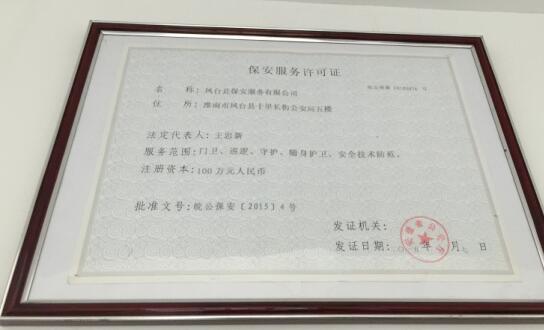 保安服务许可证
名 称：凤台县保安服务有限公司
住 所：淮南市凤台县十里长街公安局五楼
法定代表人：王忠新
服务范围：门卫、巡逻、守护、随身护卫、安全技术防范。
注册资本：100万元人民币
批准文号：皖公保安〔2015〕4号
发证机关：
发证日期： 年 月 日